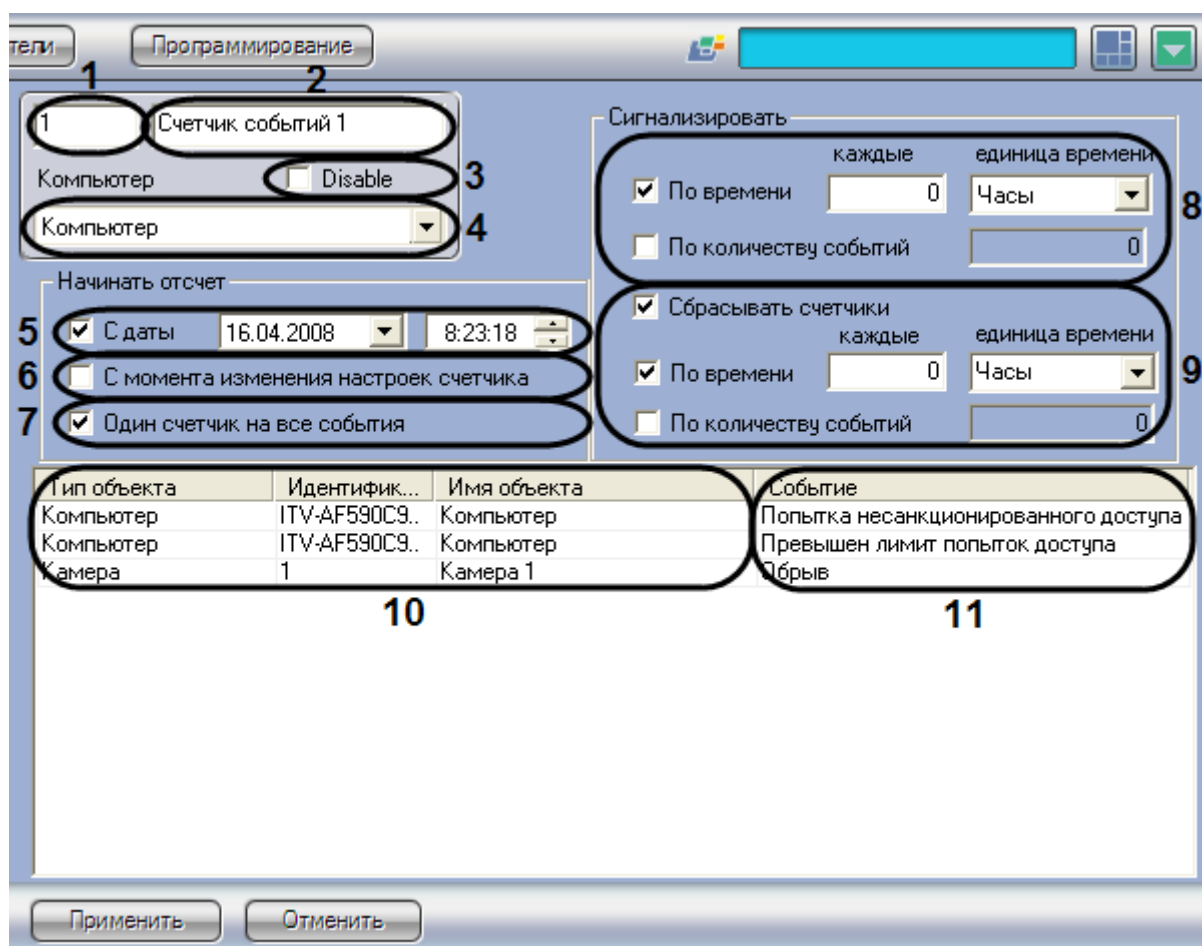 тели Программирование
1 2
1 Счетчик событий 1
Компьютер Disable 3
Компьютер 4
Начинать отсчет
5 С даты 16.04.2008 8:23:18
6 С момента изменения настроек счетчика
7 Один счетчик на все события
Сигнализировать
каждые единица времени
По времени 0 Часы 8
По количеству событий 0
Сбрасывать счетчики
каждые единица времени
По времени 0 Часы 9
По количеству событий 0
Тип объекта Идентифик... Имя объекта Событие
Компьютер ITV-AF590C9.. Компьютер Попытка несанкционированного доступа
Компьютер ITV-AF590C9.. Компьютер Превышен лимит попыток доступа
Камера 1 Камера 1 Обрыв
10 11
Применить Отменить